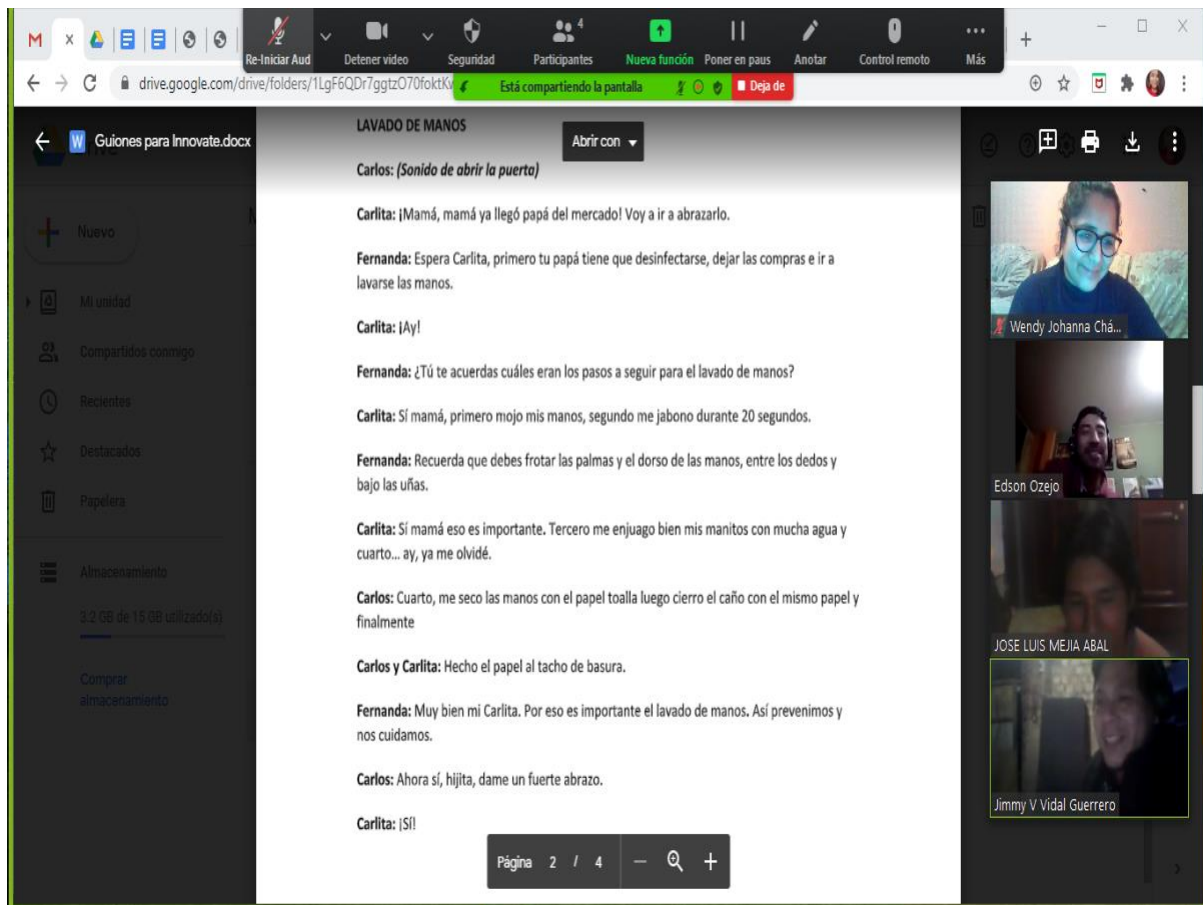 Re-Iniciar Aud
Detener video
Seguridad
Participantes
4
Nueva función
Poner en paus
Anotar
Control remoto
Más
drive.google.com/drive/folders/1LgF6QDr7ggtzO70foktKv
Está compartiendo la pantalla
Deja de
Guiones para Innovate.docx
Abrir con
Nuevo
Mi unidad
Compartidos conmigo
Recientes
Destacados
Papelera
Almacenamiento
3.2 GB de 15 GB utilizado(s)
Comprar
almacenamiento
LAVADO DE MANOS
Carlos: (Sonido de abrir la puerta)
Carlita: ¡Mamá, mamá ya llegó papá del mercado! Voy a ir a abrazarlo.
Fernanda: Espera Carlita, primero tu papá tiene que desinfectarse, dejar las compras e ir a
lavarse las manos.
Carlita: ¡Ay!
Fernanda: ¿Tú te acuerdas cuáles eran los pasos a seguir para el lavado de manos?
Carlita: Sí mamá, primero mojo mis manos, segundo me jabono durante 20 segundos.
Fernanda: Recuerda que debes frotar las palmas y el dorso de las manos, entre los dedos y
bajo las uñas.
Carlita: Sí mamá eso es importante. Tercero me enjuago bien mis manitos con mucha agua y
cuarto... ay, ya me olvidé.
Carlos: Cuarto, me seco las manos con el papel toalla luego cierro el caño con el mismo papel y
finalmente
Carlos y Carlita: Hecho el papel al tacho de basura.
Fernanda: Muy bien mi Carlita. Por eso es importante el lavado de manos. Así prevenimos y
nos cuidamos.
Carlos: Ahora sí, hijita, dame un fuerte abrazo.
Carlita: ¡Sí!
Página 2 / 4
Wendy Johanna Chá...
Edson Ozejo
JOSE LUIS MEJIA ABAL
Jimmy V Vidal Guerrero